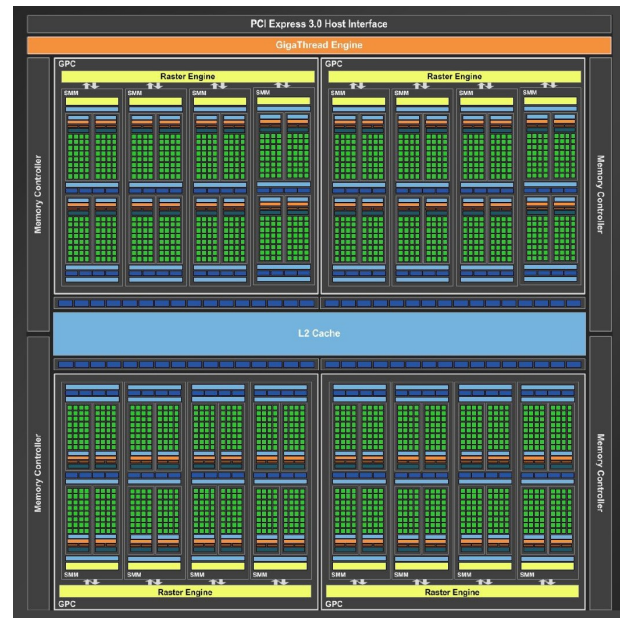 PCI Express 3.0 Host Interface
GigaThread Engine
GPC
Raster Engine
SMM
SMM
SMM
SMM
GPC
Raster Engine
SMM
SMM
SMM
SMM
Memory Controller
Memory Controller
L2 Cache
Memory Controller
Memory Controller
SMM
SMM
SMM
SMM
Raster Engine
GPC
SMM
SMM
SMM
SMM
Raster Engine
GPC